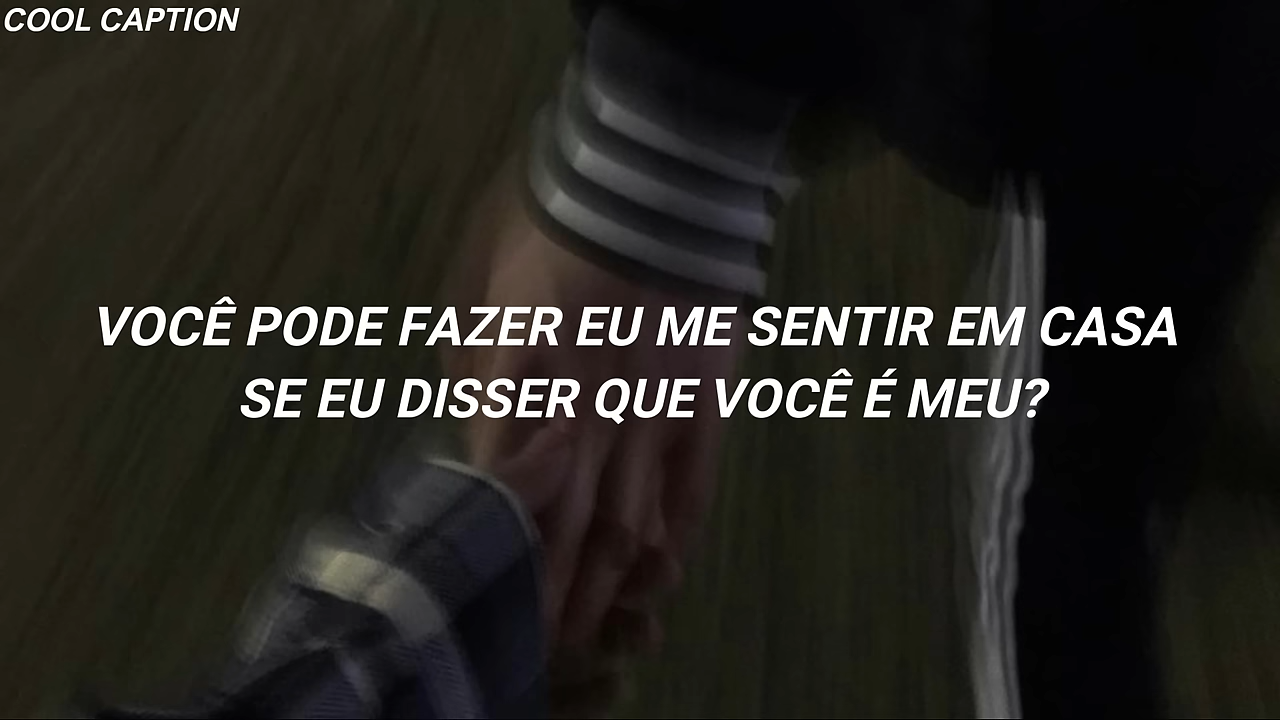 COOL CAPTION
VOCÊ PODE FAZER EU ME SENTIR EM CASA
SE EU DISSER QUE VOCÊ É MEU?